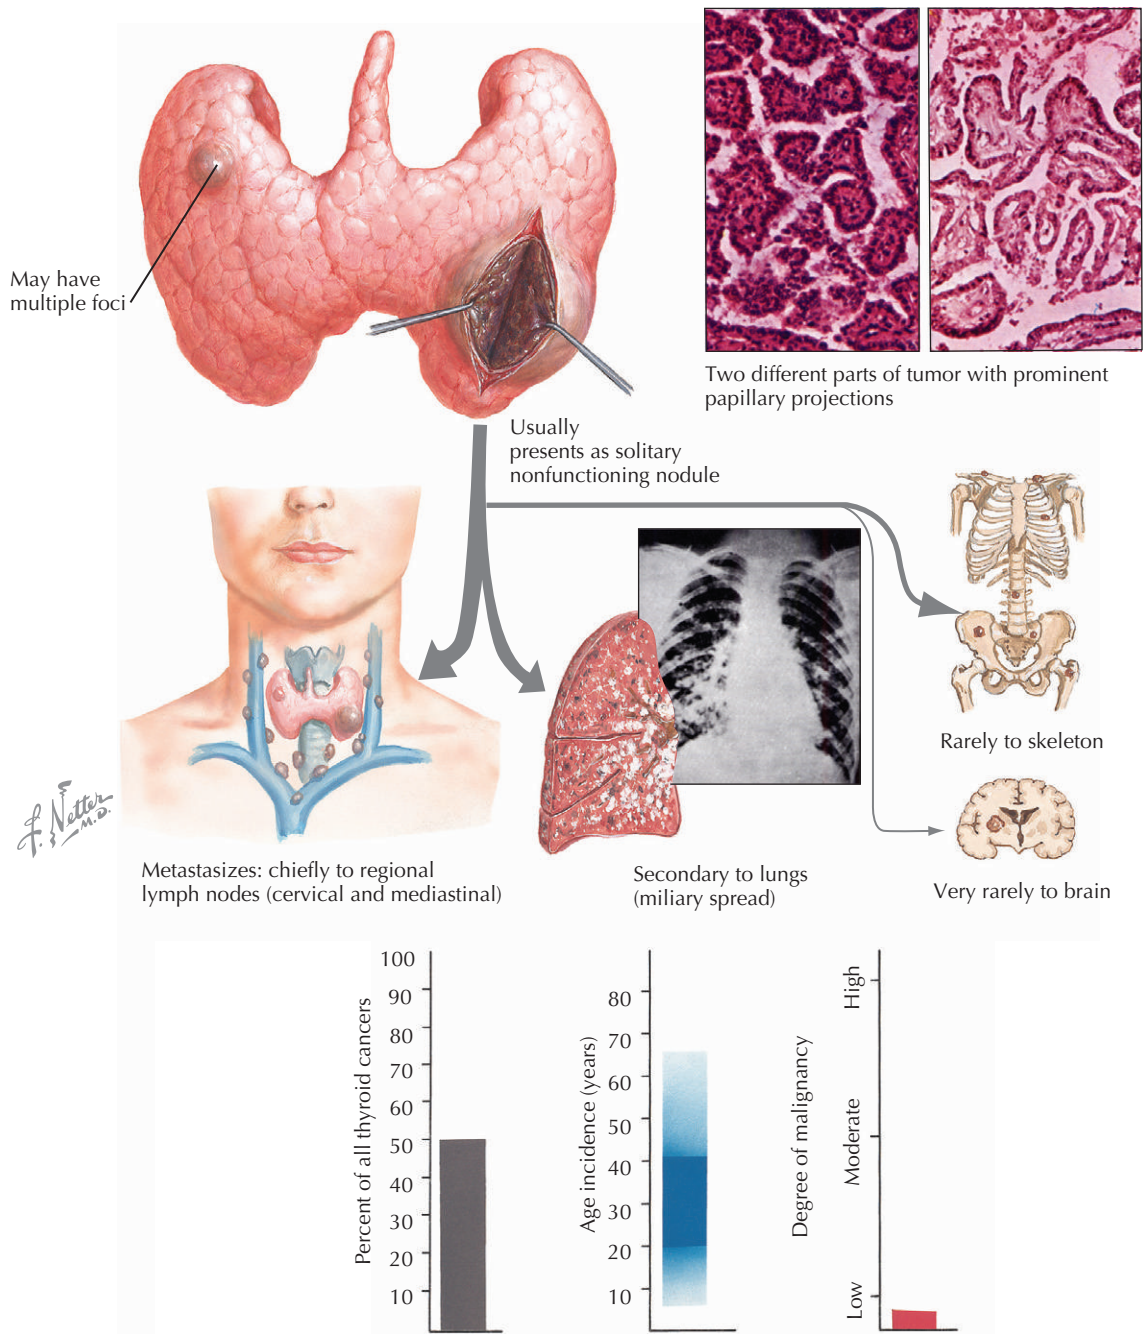 May have
multiple foci
Two different parts of tumor with prominent
papillary projections
Usually
presents as solitary
nonfunctioning nodule
Rarely to skeleton
F. Netter
M.D.
Metastasizes: chiefly to regional
lymph nodes (cervical and mediastinal)
Secondary to lungs
(miliary spread)
Very rarely to brain
Percent of all thyroid cancers
100
90
80
70
60
50
40
30
20
10
Age incidence (years)
80
70
60
50
40
30
20
10
Degree of malignancy
High
Moderate
Low